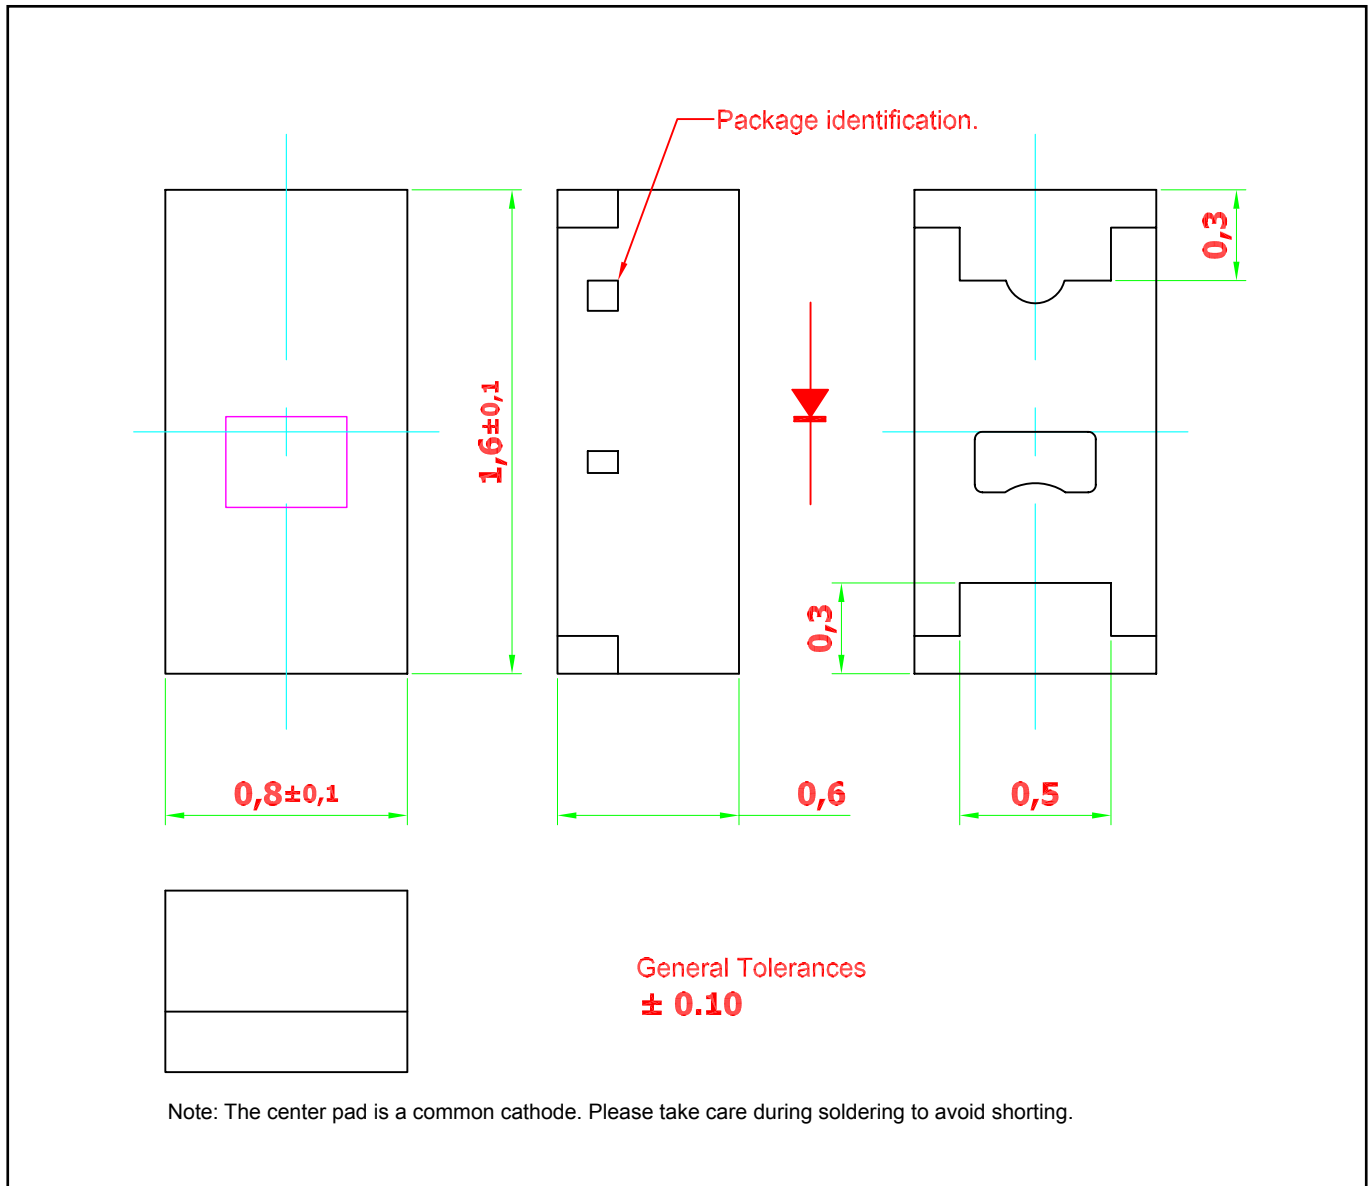 Package identification.
0,3
1,6±0,1
0,3
0,8±0,1
0,6
0,5
General Tolerances
± 0.10
Note: The center pad is a common cathode. Please take care during soldering to avoid shorting.